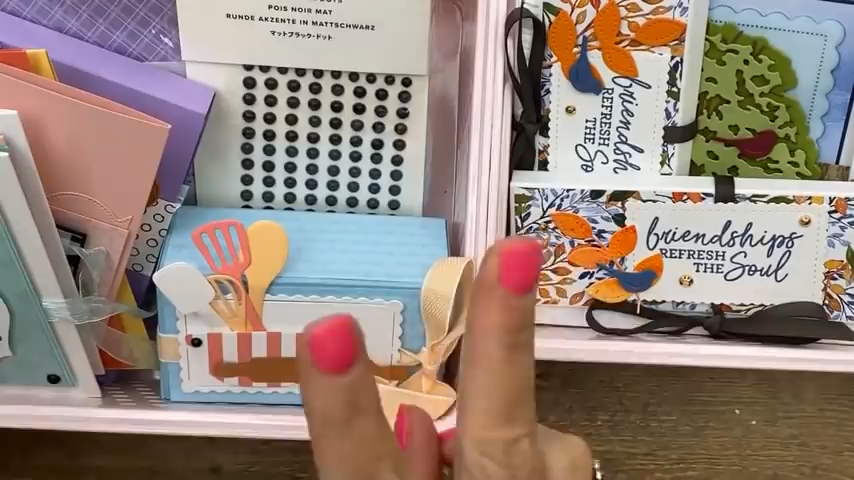 POIS NOIR MAT
RUNDE AKZENTE IN MATTSCHWARZ
マットブラック・ドット
friendship
REFRESH
THE
Soul
friendships
REFRESH
THE Soul